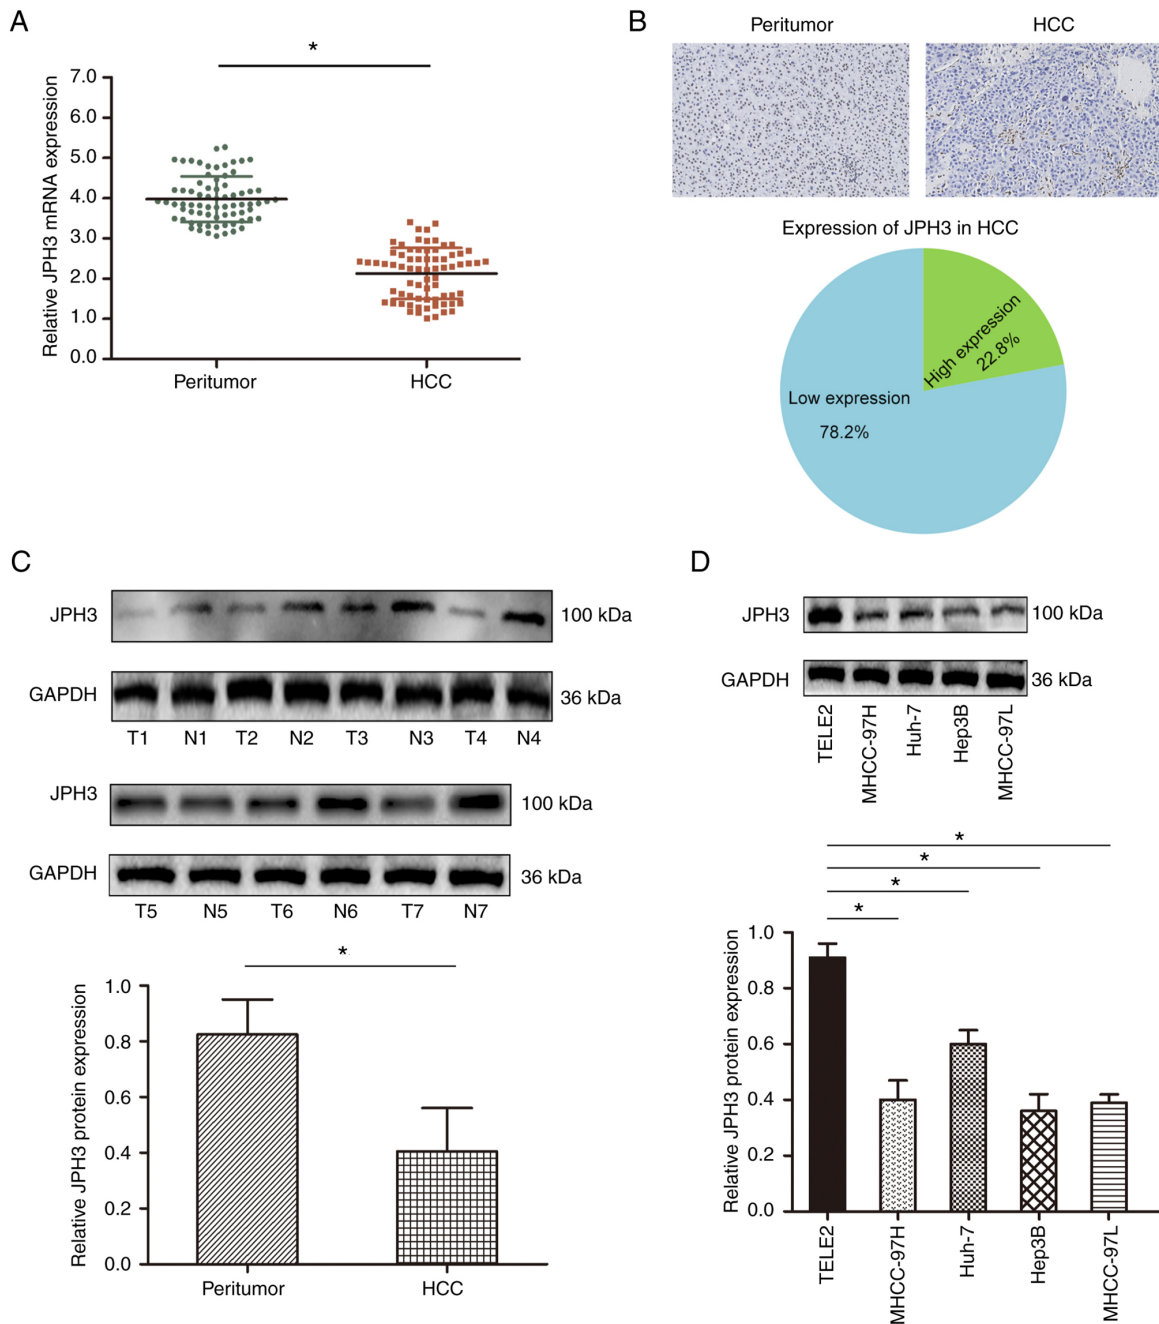 A
*
Relative JPH3 mRNA expression
7.0
6.0
5.0
4.0
3.0
2.0
1.0
0.0
Peritumor
HCC
B
Peritumor
HCC
Expression of JPH3 in HCC
High expression
22.8%
Low expression
78.2%
C
JPH3
100 kDa
GAPDH
36 kDa
T1 N1 T2 N2 T3 N3 T4 N4
JPH3
100 kDa
GAPDH
36 kDa
T5 N5 T6 N6 T7 N7
*
Relative JPH3 protein expression
1.0
0.8
0.6
0.4
0.2
0.0
Peritumor
HCC
D
JPH3
100 kDa
GAPDH
36 kDa
TELE2
MHCC-97H
Huh-7
Hep3B
MHCC-97L
*
*
*
*
Relative JPH3 protein expression
1.0
0.8
0.6
0.4
0.2
0.0
TELE2
MHCC-97H
Huh-7
Hep3B
MHCC-97L